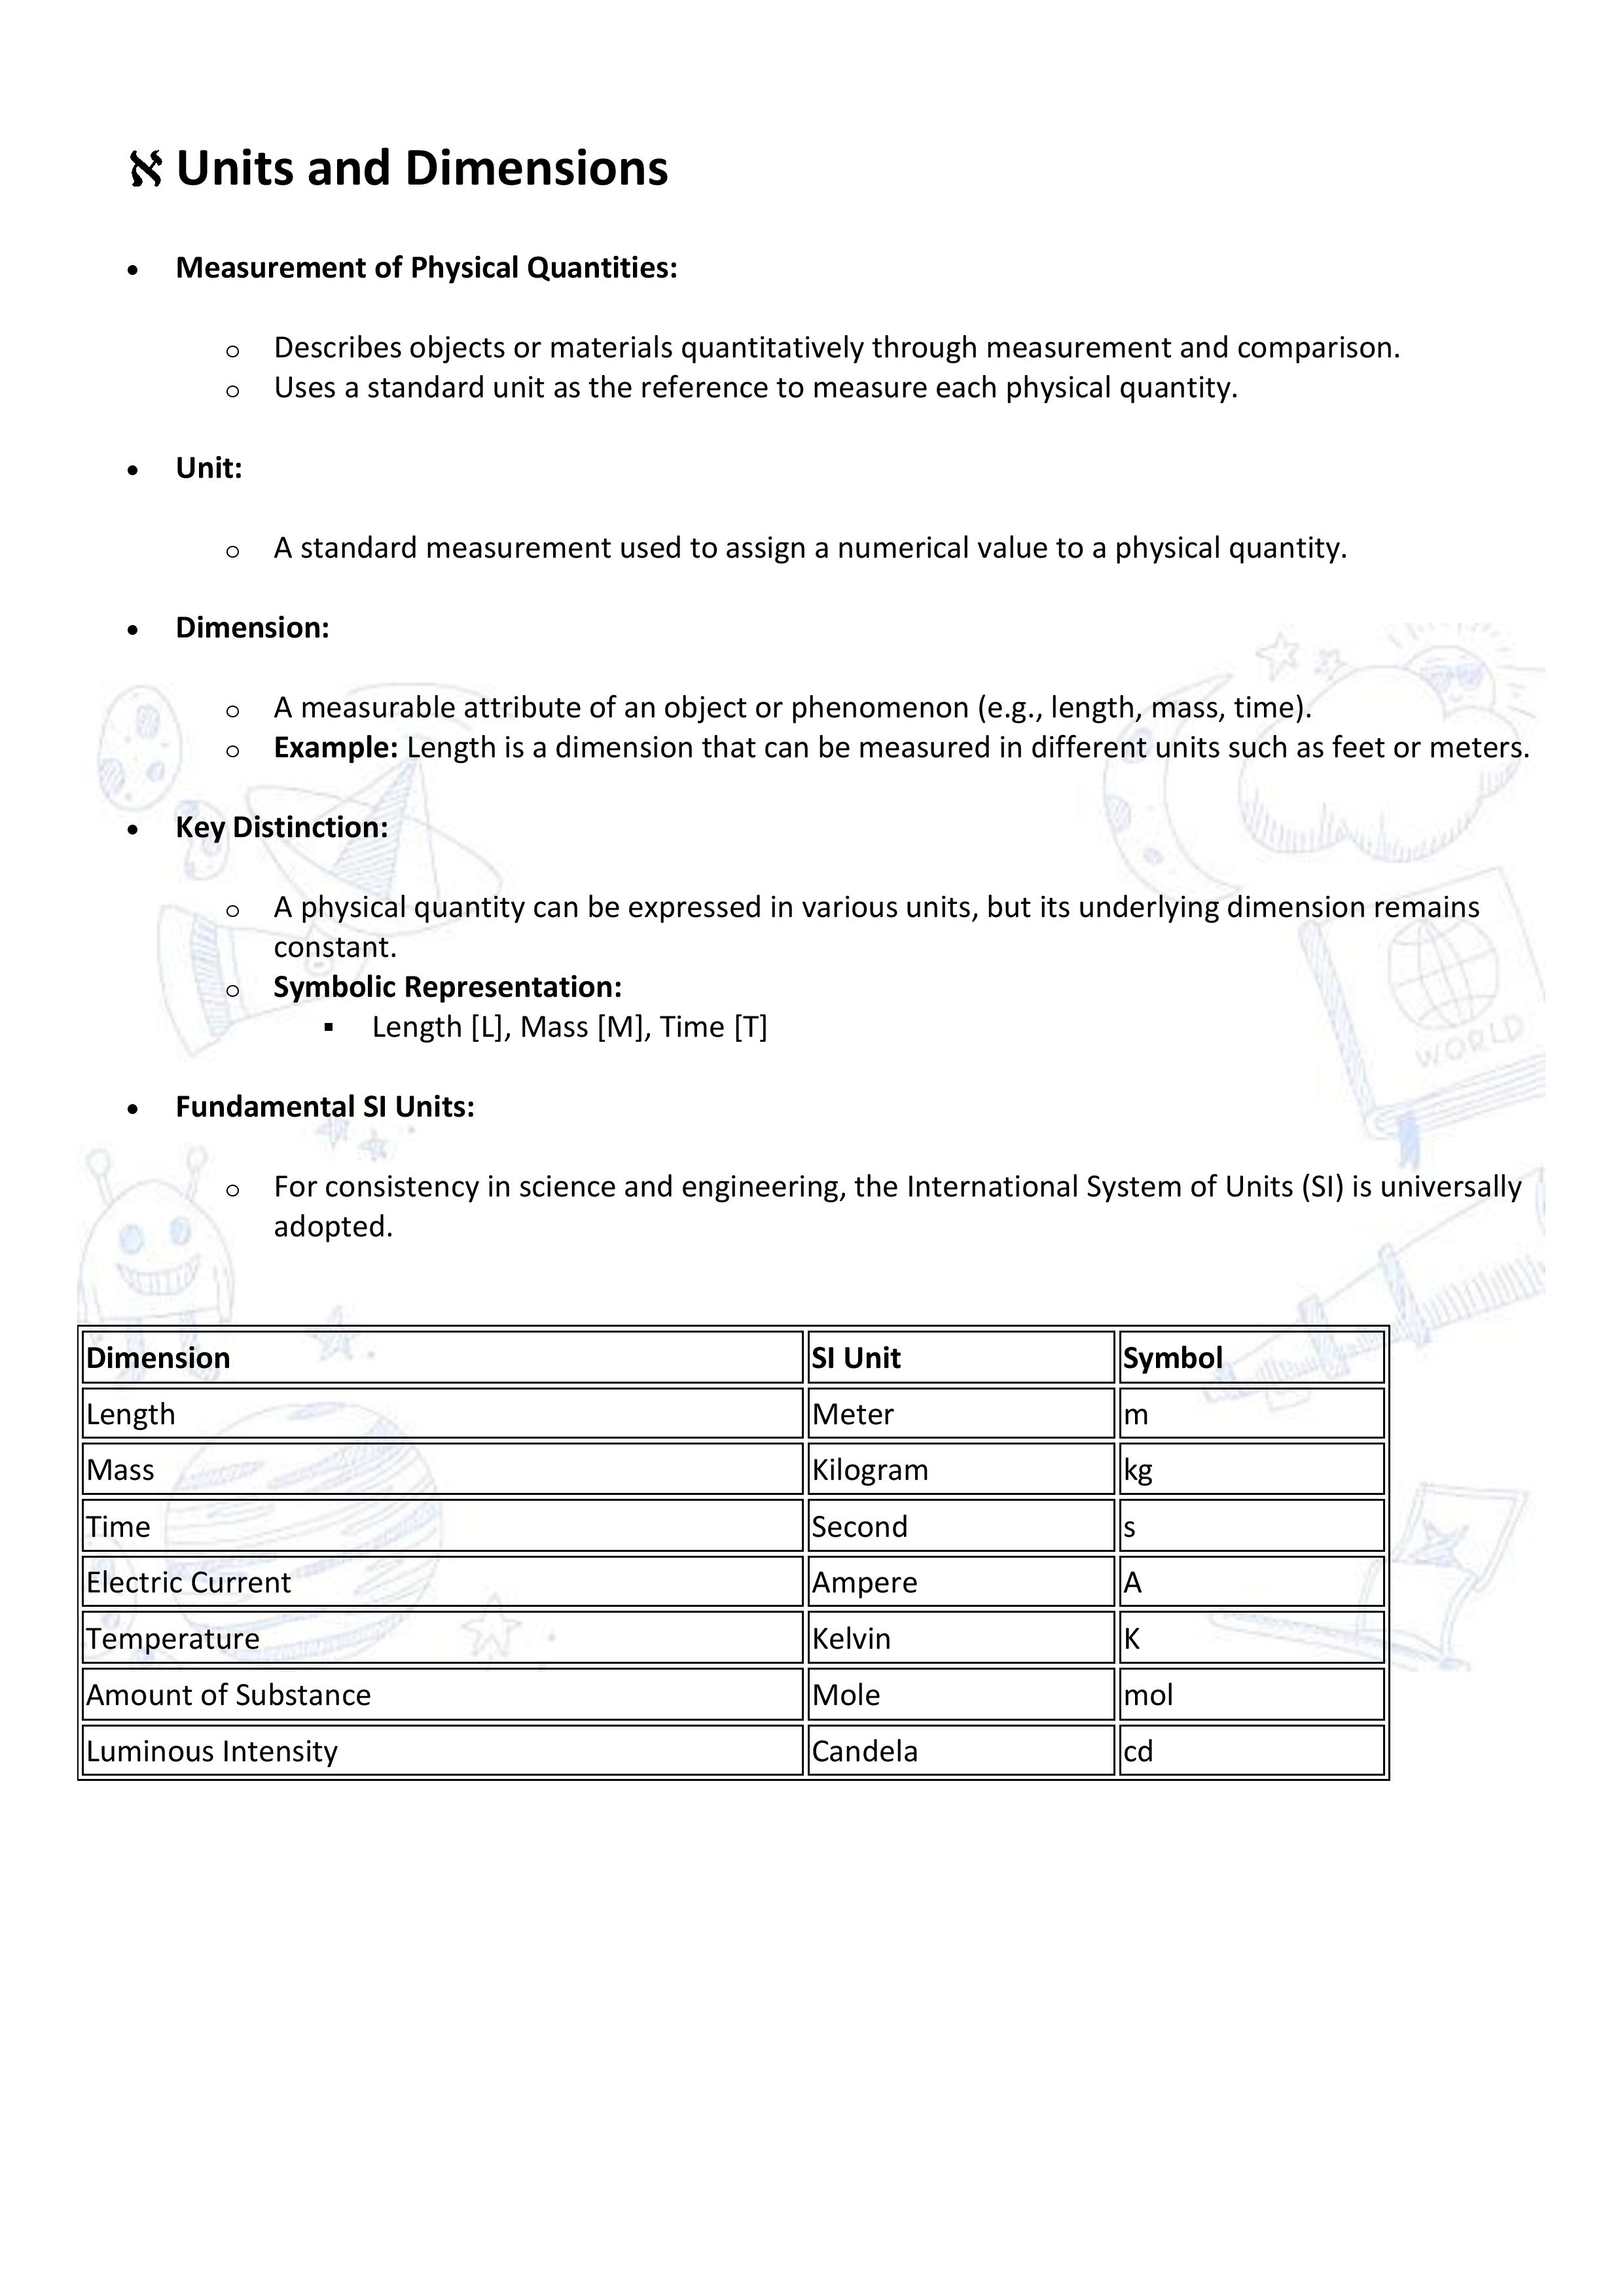 ℵ Units and Dimensions
• Measurement of Physical Quantities:
o Describes objects or materials quantitatively through measurement and comparison.
o Uses a standard unit as the reference to measure each physical quantity.
• Unit:
o A standard measurement used to assign a numerical value to a physical quantity.
• Dimension:
o A measurable attribute of an object or phenomenon (e.g., length, mass, time).
o Example: Length is a dimension that can be measured in different units such as feet or meters.
• Key Distinction:
o A physical quantity can be expressed in various units, but its underlying dimension remains
constant.
o Symbolic Representation:
▪ Length [L], Mass [M], Time [T]
WORLD
• Fundamental SI Units:
o For consistency in science and engineering, the International System of Units (SI) is universally
adopted.
Dimension SI Unit Symbol
Length Meter m
Mass Kilogram kg
Time Second s
Electric Current Ampere A
Temperature Kelvin K
Amount of Substance Mole mol
Luminous Intensity Candela cd